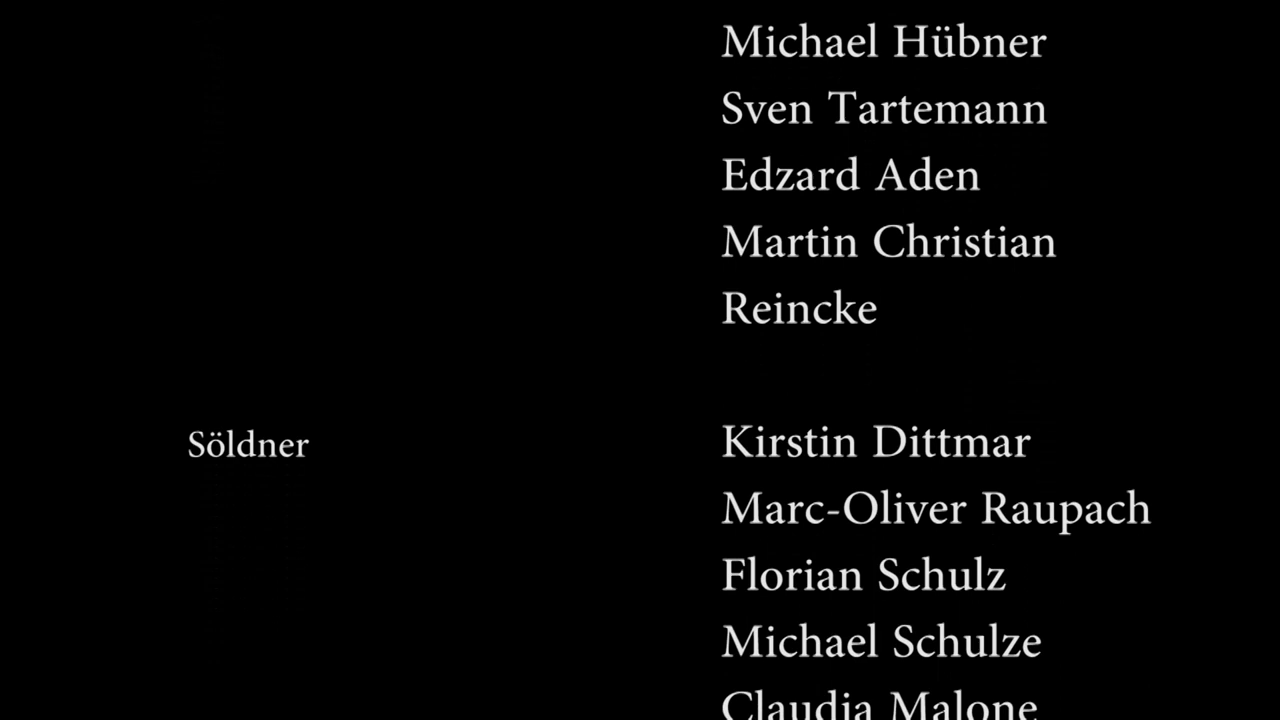 Michael Hübner
Sven Tartemann
Edzard Aden
Martin Christian
Reincke
Söldner Kirstin Dittmar
Marc-Oliver Raupach
Florian Schulz
Michael Schulze
Claudia Malone